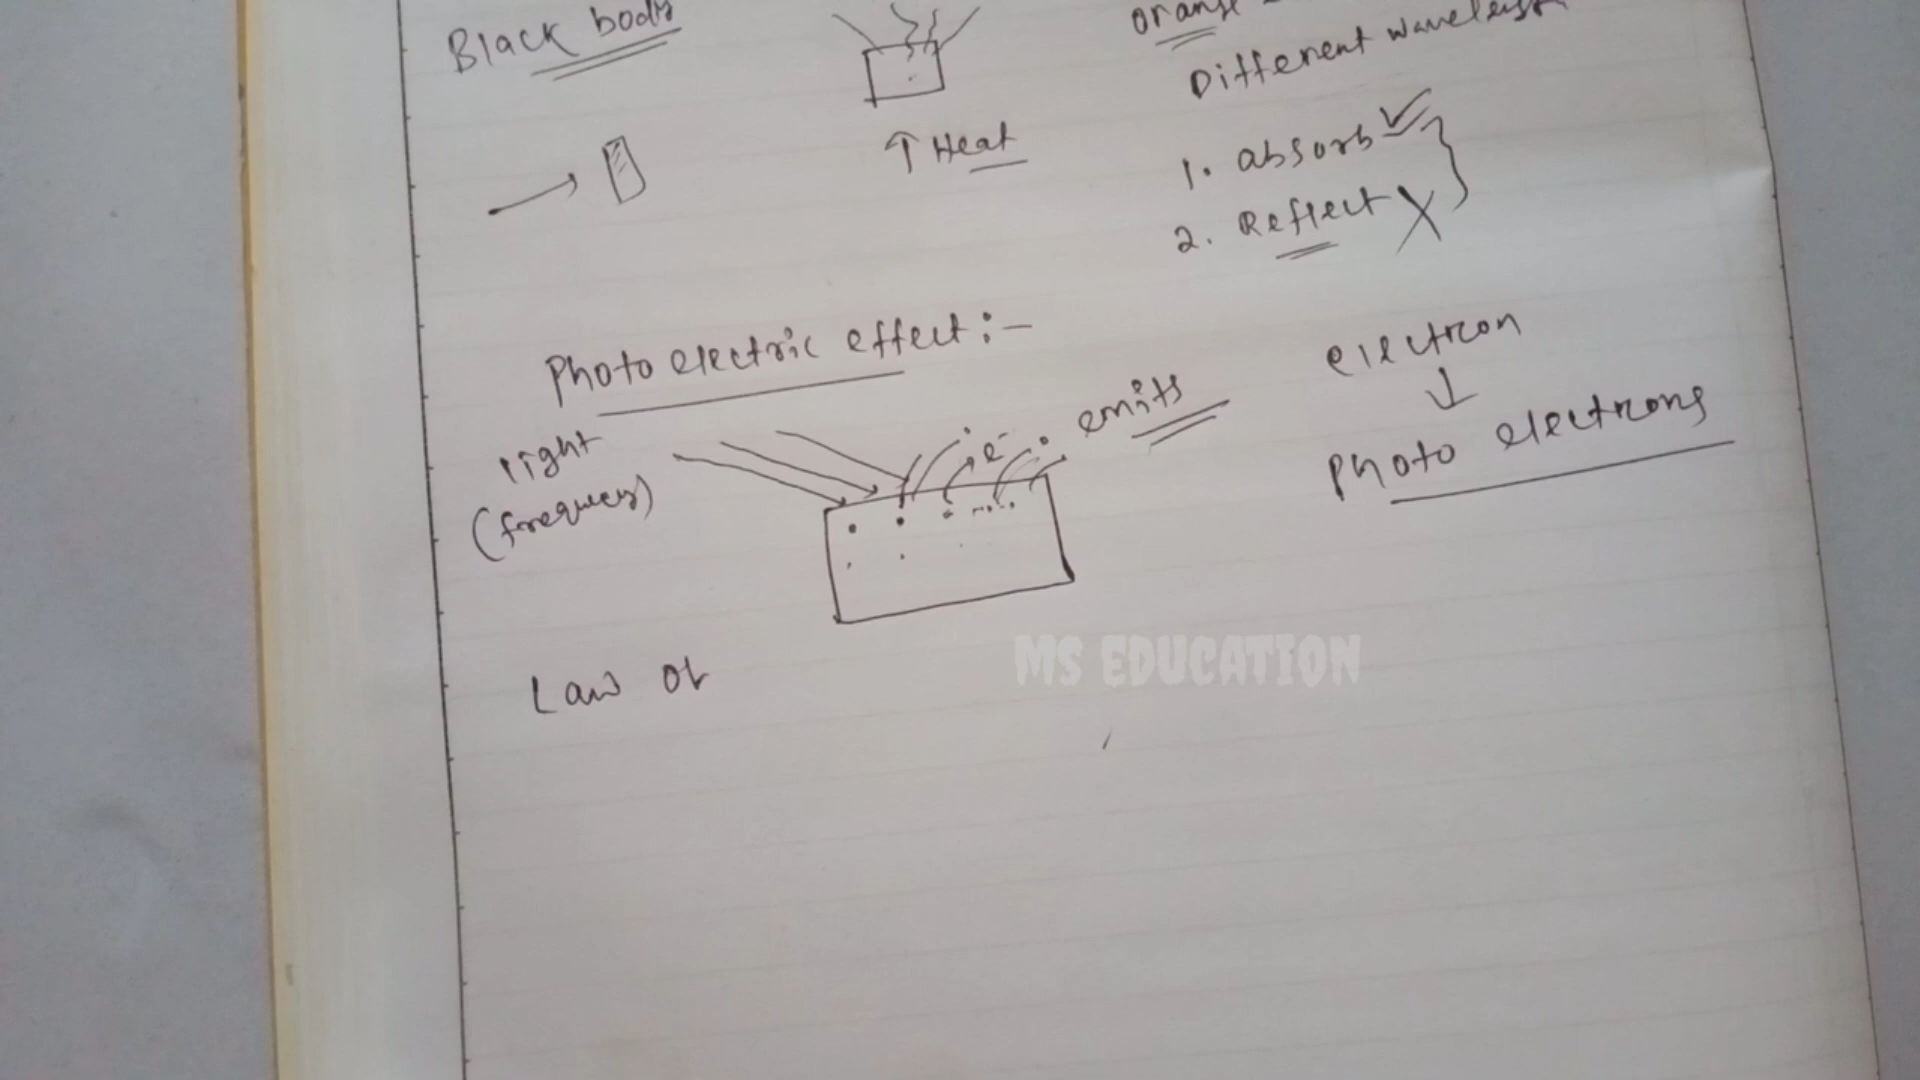 Black body
orange
Different wavelength
↑ Heat
1. absorb ✓
2. Reflect X
Photo electric effect :-
light
(frequency)
e⁻
emits
electron
↓
Photo electrons
Law of
MS EDUCATION